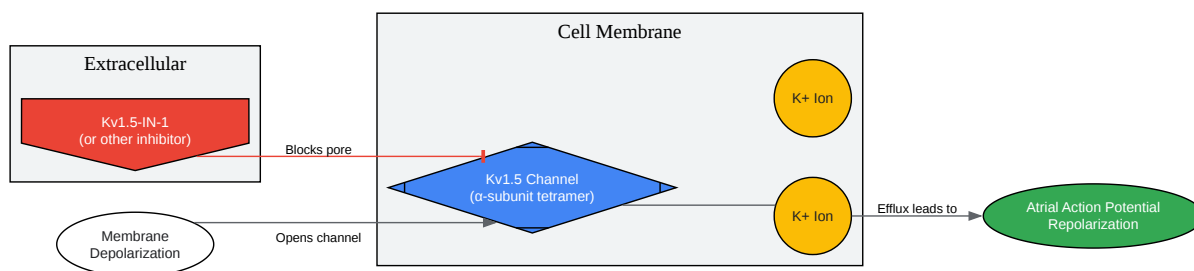 Extracellular
Kv1.5-IN-1
(or other inhibitor)
Membrane
Depolarization
Blocks pore
Opens channel
Cell Membrane
Kv1.5 Channel
(α-subunit tetramer)
K+ Ion
K+ Ion
Efflux leads to
Atrial Action Potential
Repolarization